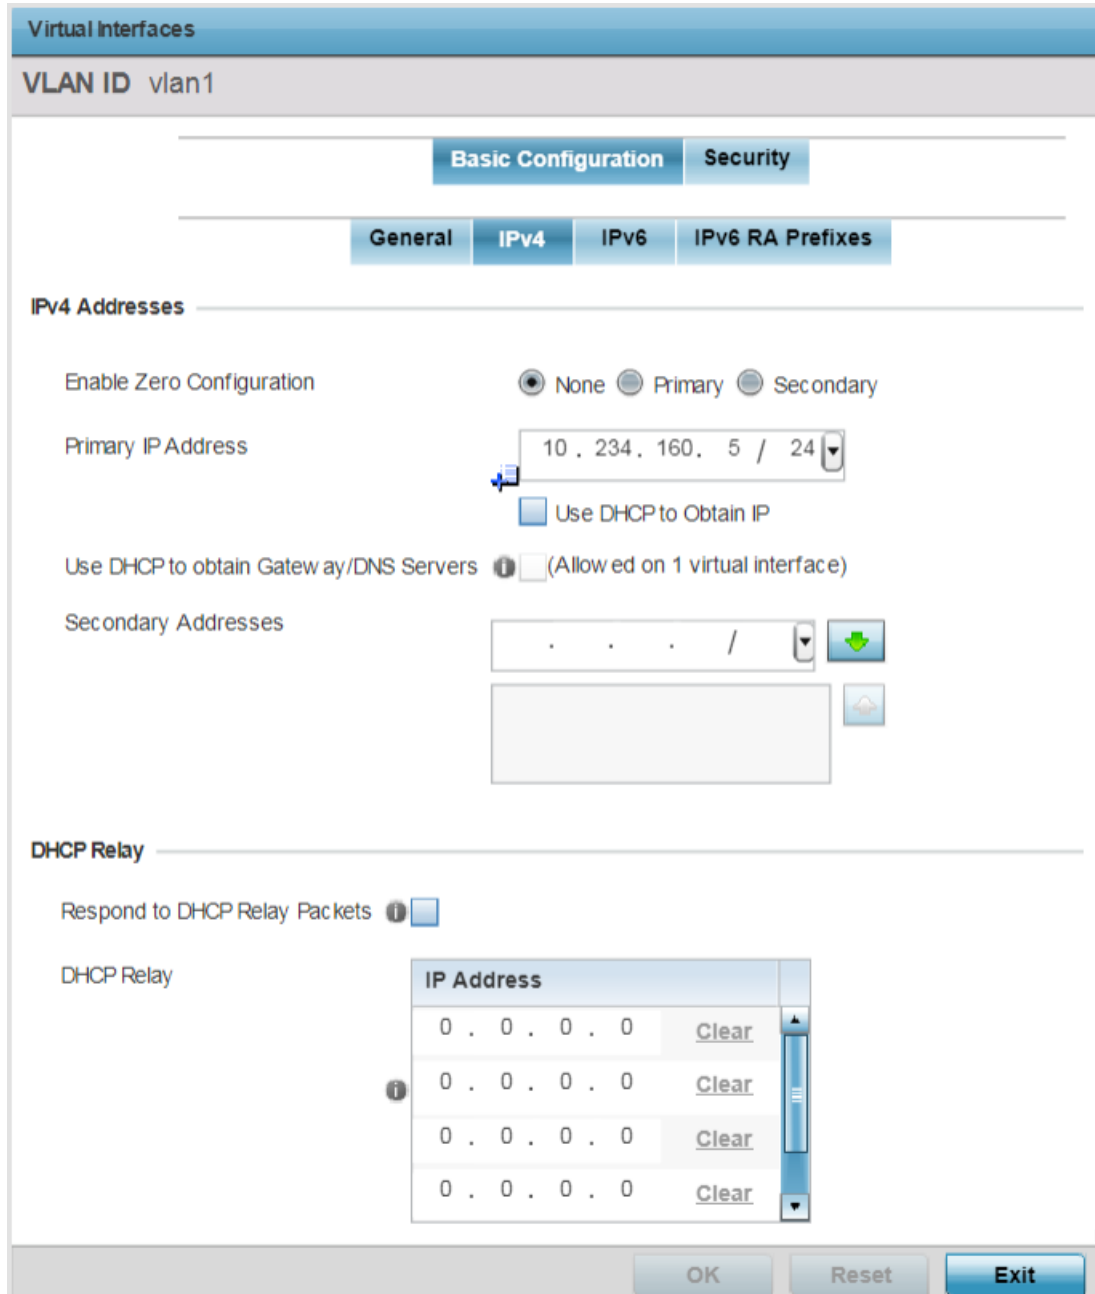 Virtual Interfaces
VLAN ID vlan1
Basic Configuration Security
General IPv4 IPv6 IPv6 RA Prefixes
IPv4 Addresses
Enable Zero Configuration None Primary Secondary
Primary IP Address 10 . 234 . 160 . 5 / 24
Use DHCP to Obtain IP
Use DHCP to obtain Gateway/DNS Servers (Allowed on 1 virtual interface)
Secondary Addresses . . . /
DHCP Relay
Respond to DHCP Relay Packets
DHCP Relay IP Address
0 . 0 . 0 . 0 Clear
0 . 0 . 0 . 0 Clear
0 . 0 . 0 . 0 Clear
0 . 0 . 0 . 0 Clear
OK Reset Exit